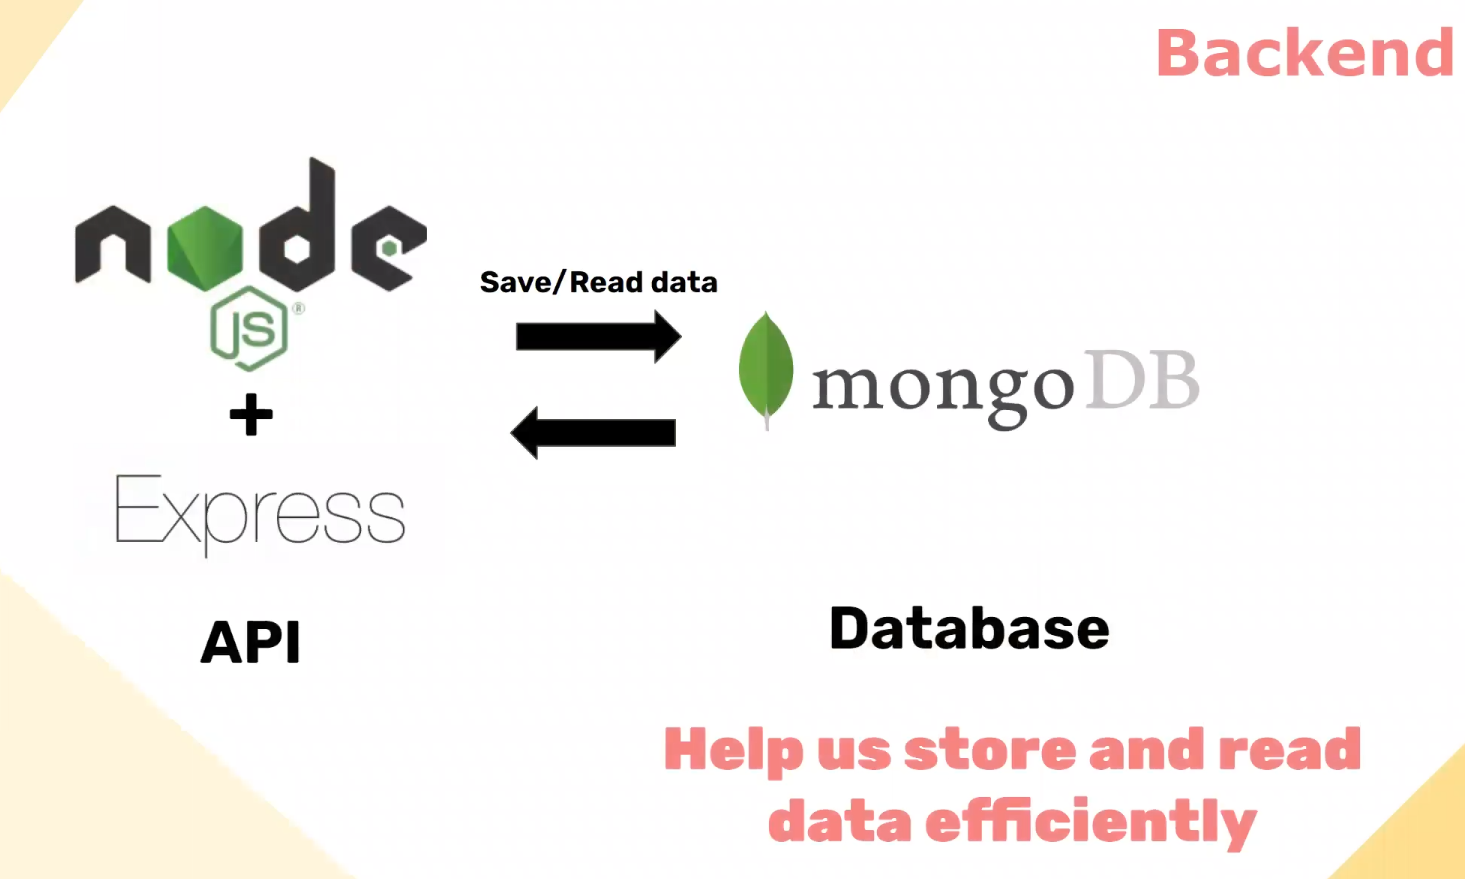 Backend
node
JS®
+
Express
API
Save/Read data
mongoDB
Database
Help us store and read
data efficiently